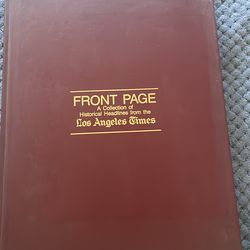 FRONT PAGE
A Collection of
Historical Headlines from the
Los Angeles Times